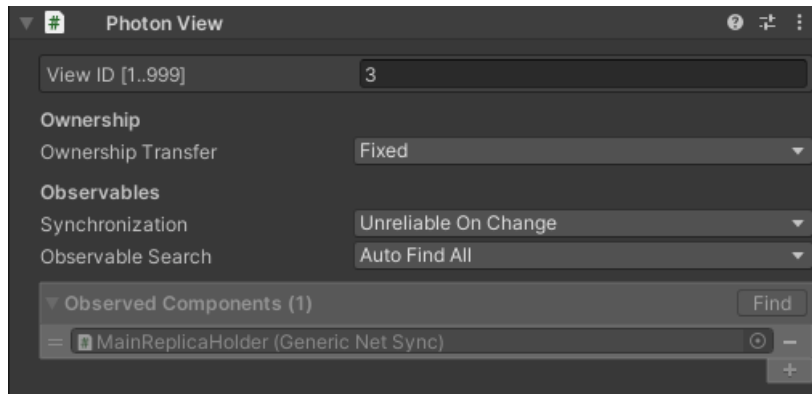 Photon View
View ID [1..999] 3
Ownership
Ownership Transfer Fixed
Observables
Synchronization Unreliable On Change
Observable Search Auto Find All
Observed Components (1) Find
MainReplicaHolder (Generic Net Sync)